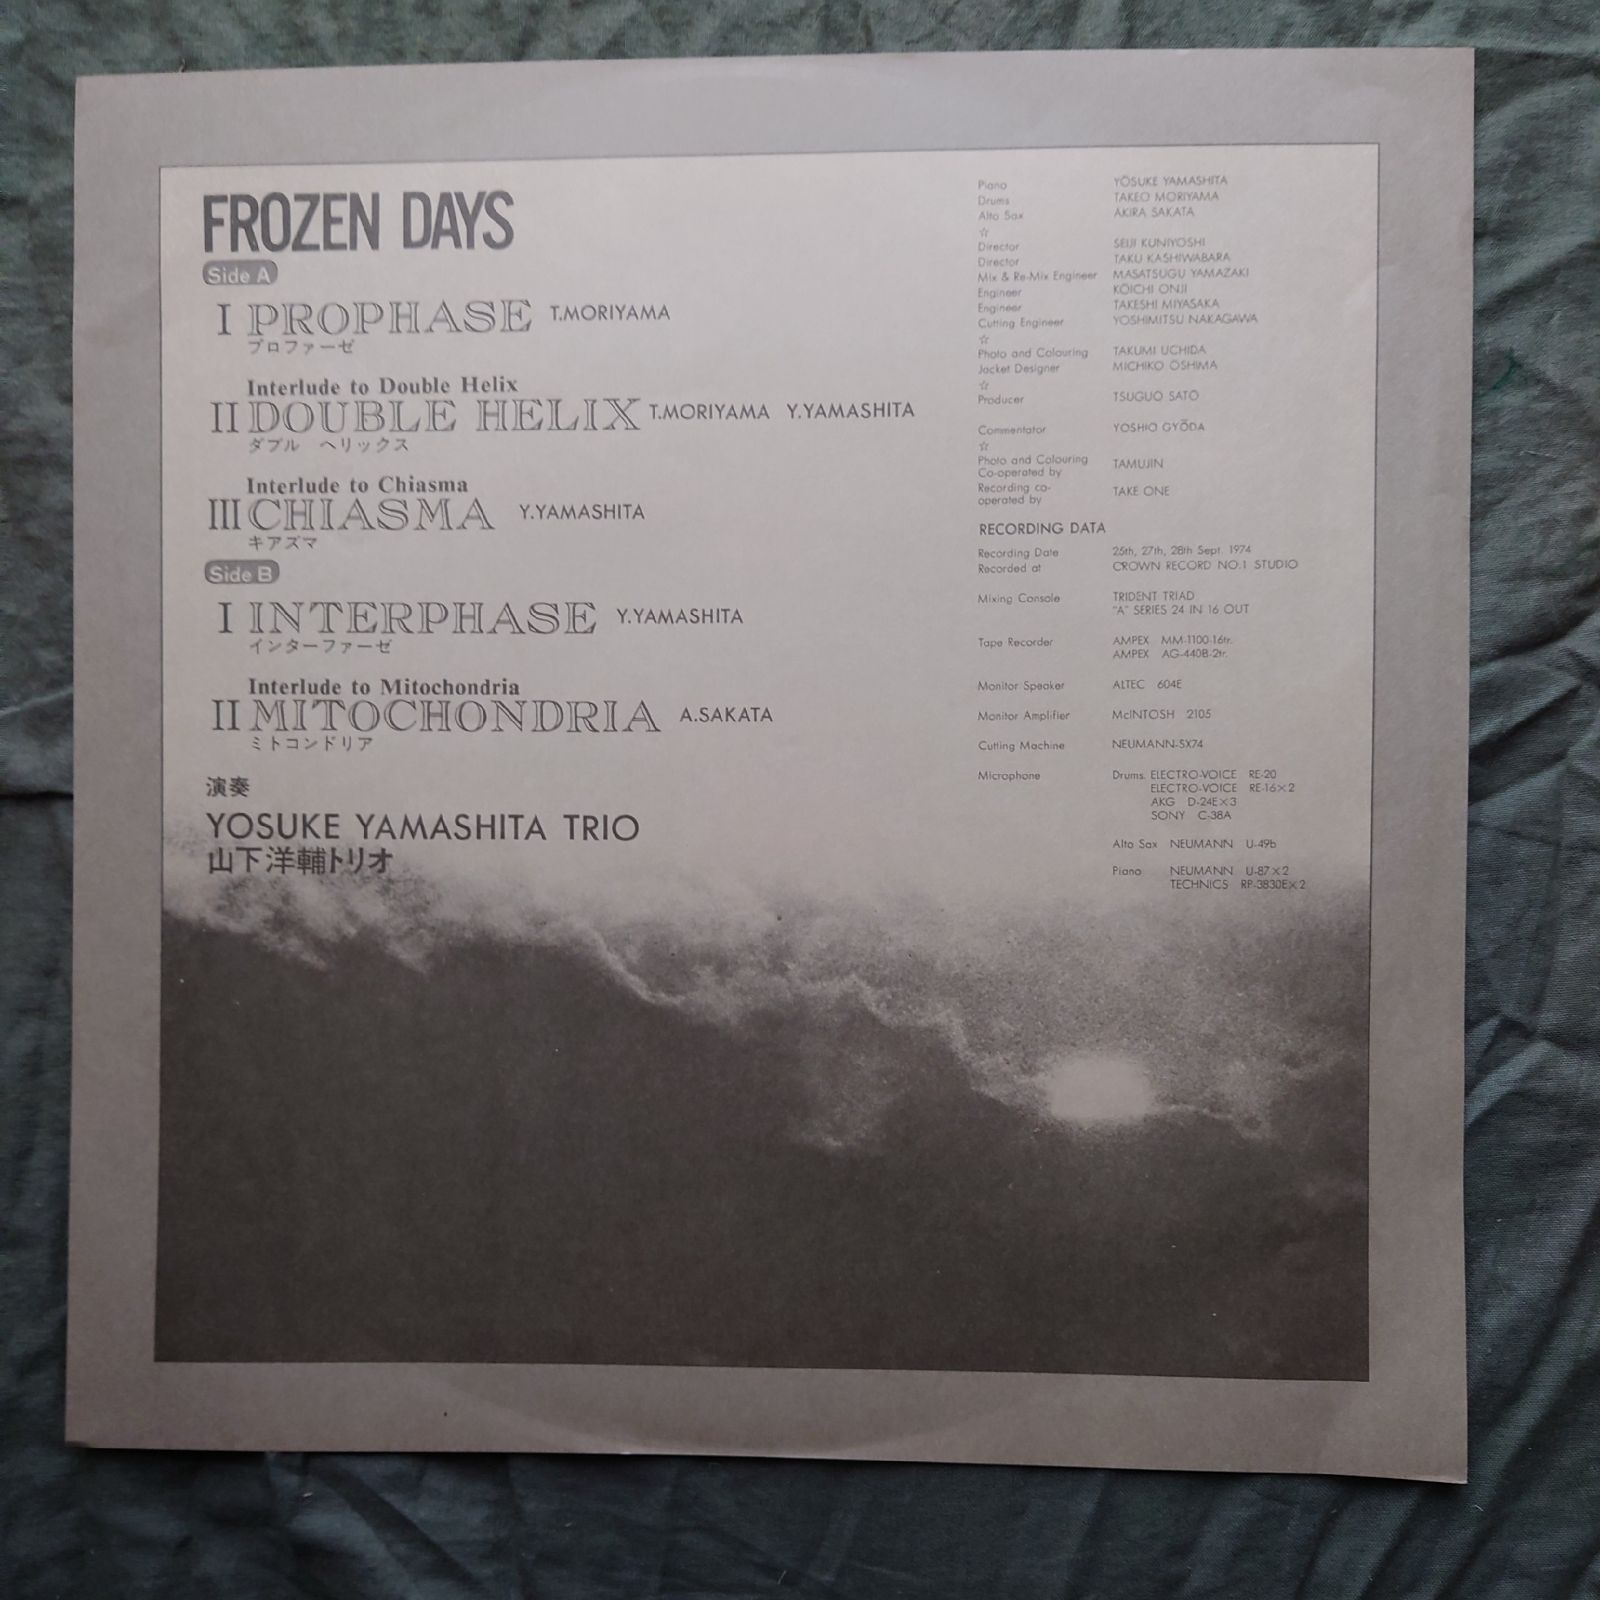 FROZEN DAYS
Side A
I PROPHASE T.MORIYAMA
プロファーゼ
Interlude to Double Helix
II DOUBLE HELIX T.MORIYAMA Y.YAMASHITA
ダブル ヘリックス
Interlude to Chiasma
III CHIASMA Y.YAMASHITA
キアズマ
Side B
I INTERPHASE Y.YAMASHITA
インターファーゼ
Interlude to Mitochondria
II MITOCHONDRIA A.SAKATA
ミトコンドリア
演奏
YOSUKE YAMASHITA TRIO
山下洋輔トリオ
Piano YŌSUKE YAMASHITA
Drums TAKEO MORIYAMA
Alto Sax AKIRA SAKATA
☆
Director SEIJI KUNIYOSHI
Director TAKU KASHIWABARA
Mix & Re-Mix Engineer MASATSUGU YAMAZAKI
Engineer KŌICHI ONJI
Engineer TAKESHI MIYASAKA
Cutting Engineer YOSHIMITSU NAKAGAWA
☆
Photo and Colouring TAKUMI UCHIDA
Jacket Designer MICHIKO ŌSHIMA
☆
Producer TSUGUO SATŌ
Commentator YOSHIO GYŌDA
☆
Photo and Colouring
Co-operated by TAMUJIN
Recording co-
operated by TAKE ONE
RECORDING DATA
Recording Date 25th, 27th, 28th Sept. 1974
Recorded at CROWN RECORD NO.1 STUDIO
Mixing Console TRIDENT TRIAD
"A" SERIES 24 IN 16 OUT
Tape Recorder AMPEX MM-1100-16tr.
AMPEX AG-440B-2tr.
Monitor Speaker ALTEC 604E
Monitor Amplifier McINTOSH 2105
Cutting Machine NEUMANN-SX74
Microphone Drums. ELECTRO-VOICE RE-20
ELECTRO-VOICE RE-16×2
AKG D-24E×3
SONY C-38A
Alto Sax NEUMANN U-49b
Piano NEUMANN U-87×2
TECHNICS RP-3830E×2